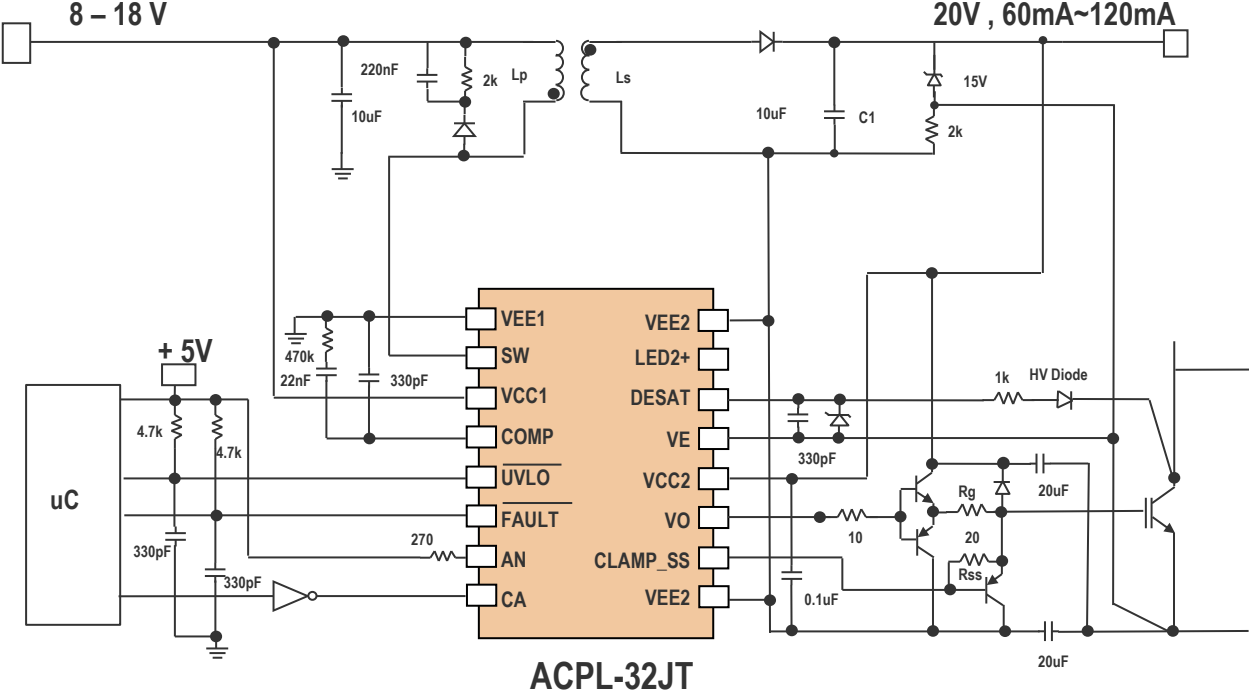 8 – 18 V
20V , 60mA~120mA
220nF
2k
Lp
Ls
10uF
10uF
C1
15V
2k
VEE1
SW
VCC1
COMP
UVLO
FAULT
AN
CA
VEE2
LED2+
DESAT
VE
VCC2
VO
CLAMP_SS
VEE2
470k
22nF
330pF
+ 5V
4.7k
4.7k
uC
330pF
330pF
270
1k
HV Diode
330pF
10
Rg
20uF
20
Rss
0.1uF
20uF
ACPL-32JT